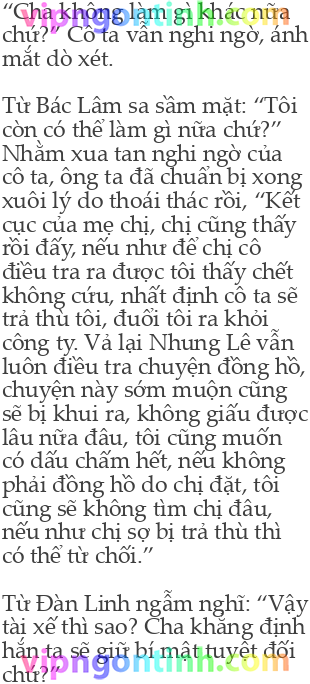 vipngontinh.com
“Cha không làm gì khác nữa
chứ?” Cô ta vẫn nghi ngờ, ánh
mắt dò xét.
Từ Bác Lâm sa sầm mặt: “Tôi
còn có thể làm gì nữa chứ?”
Nhằm xua tan nghi ngờ của
cô ta, ông ta đã chuẩn bị xong
xuôi lý do thoái thác rồi, “Kết
cục của mẹ chị, chị cũng thấy
rồi đấy, nếu như để chị cô
điều tra ra được tôi thấy chết
không cứu, nhất định cô ta sẽ
trả thù tôi, đuổi tôi ra khỏi
công ty. Vả lại Nhung Lê vẫn
luôn điều tra chuyện đồng hồ,
chuyện này sớm muộn cũng
sẽ bị khui ra, không giấu được
lâu nữa đâu, tôi cũng muốn
có dấu chấm hết, nếu không
phải đồng hồ do chị đặt, tôi
cũng sẽ không tìm chị đâu,
nếu như chị sợ bị trả thù thì
có thể từ chối.”
Từ Đàn Linh ngẫm nghĩ: “Vậy
tài xế thì sao? Cha khẳng định
hắn ta sẽ giữ bí mật tuyệt đối
chứ?”
vipngontinh.com